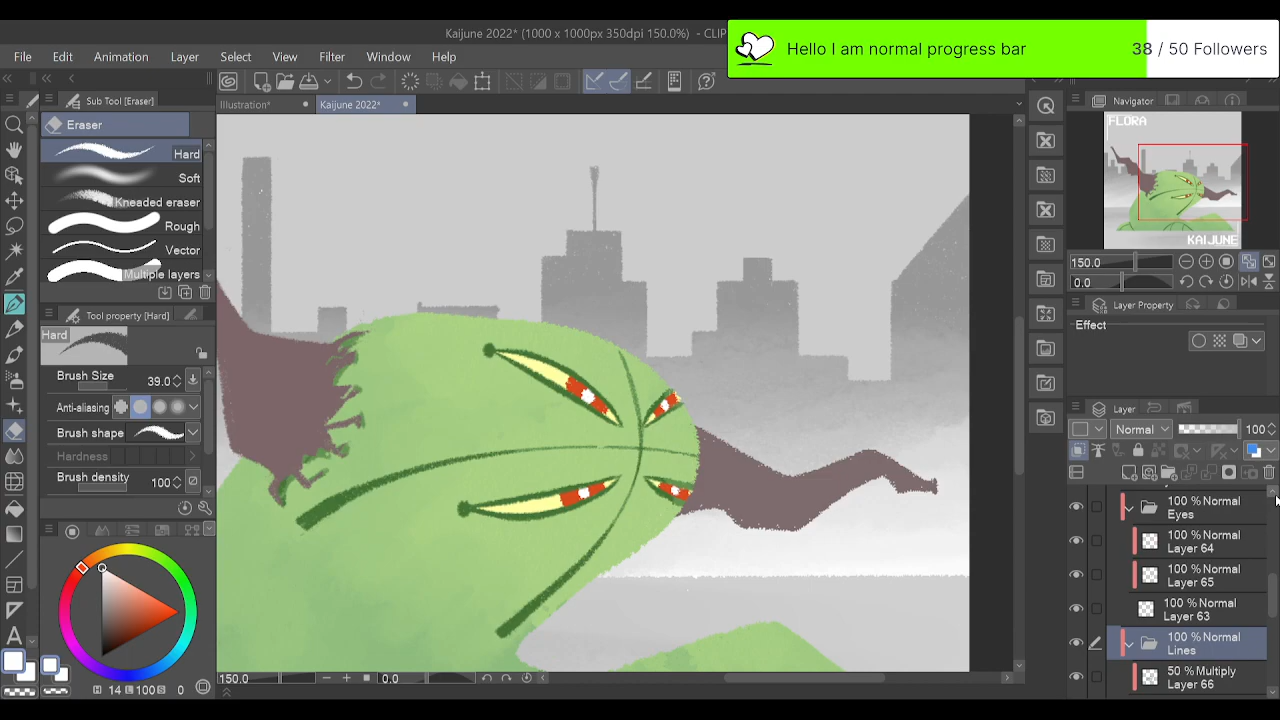 Kaijune 2022* (1000 x 1000px 350dpi 150.0%) - CLIP
Hello I am normal progress bar
38 / 50 Followers
File Edit Animation Layer Select View Filter Window Help
Sub Tool [Eraser]
Illustration*
Kaijune 2022*
Navigator
Eraser
Hard
Soft
Kneaded eraser
Rough
Vector
Multiple layers
FLORA
KAIJUNE
150.0
0.0
Tool property [Hard]
Hard
Brush Size 39.0
Anti-aliasing
Brush shape
Hardness
Brush density 100
Layer Property
Effect
Layer
Normal 100
100 % Normal
Eyes
100 % Normal
Layer 64
100 % Normal
Layer 65
100 % Normal
Layer 63
100 % Normal
Lines
50 % Multiply
Layer 66
A
150.0
0.0
H 14 L 100 S 0